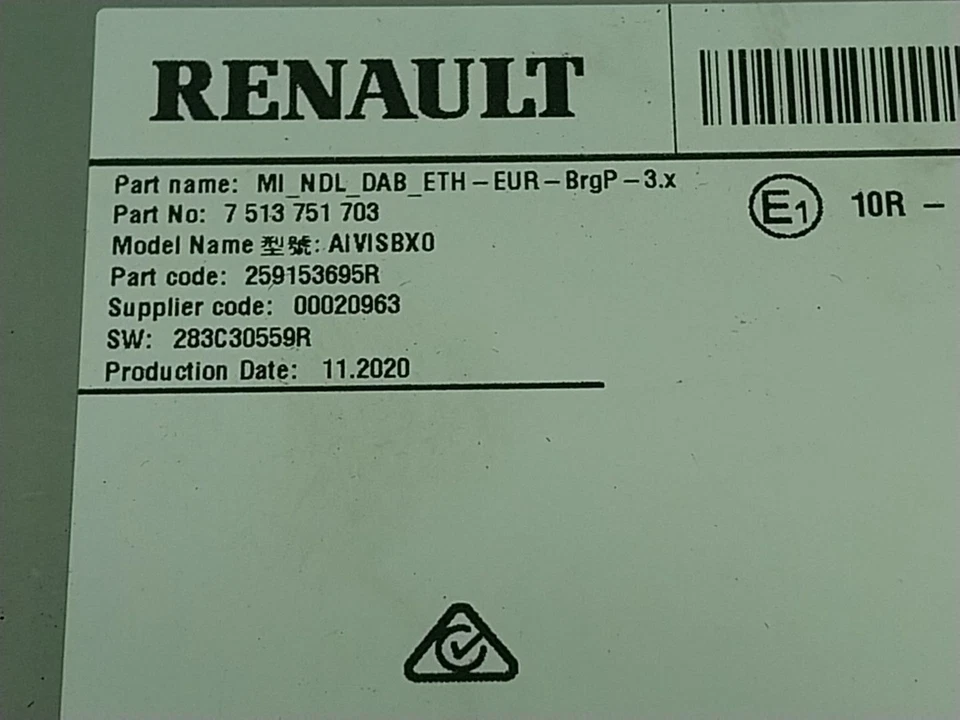 RENAULT
Part name: MI_NDL_DAB_ETH-EUR-BrgP-3.x
Part No: 7 513 751 703
Model Name 型號: AIVISBXO
Part code: 259153695R
Supplier code: 00020963
SW: 283C30559R
Production Date: 11.2020
E1 10R -